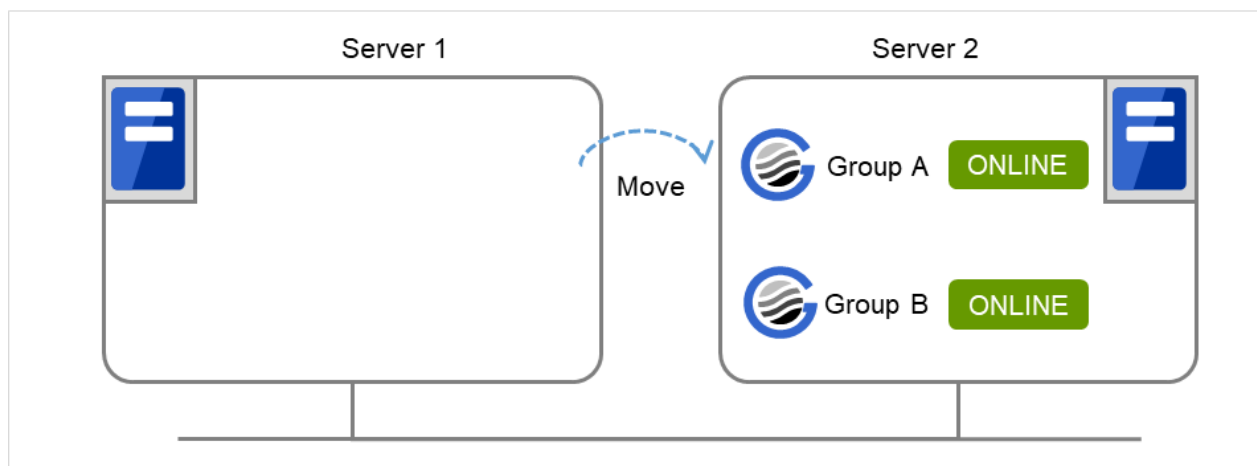 Server 1
Server 2
Move
Group A
ONLINE
Group B
ONLINE